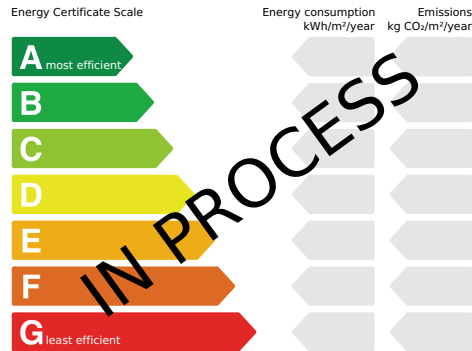 Energy Certificate Scale
Energy consumption
kWh/m²/year
Emissions
kg CO₂/m²/year
A most efficient
B
C
D
E
F
G least efficient
IN PROCESS